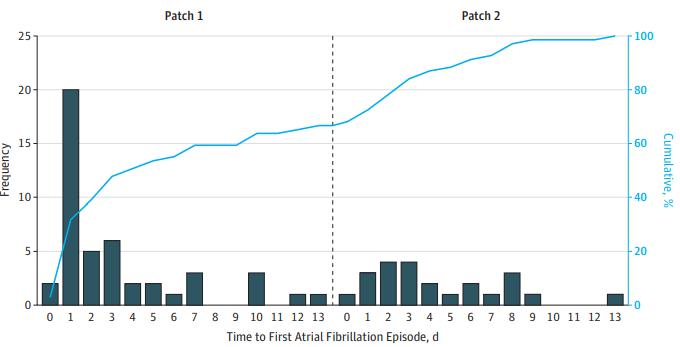 Patch 1 Patch 2
25 100
20 80
15 60
10 40
5 20
0 0
Frequency
Cumulative, %
0 1 2 3 4 5 6 7 8 9 10 11 12 13 0 1 2 3 4 5 6 7 8 9 10 11 12 13
Time to First Atrial Fibrillation Episode, d